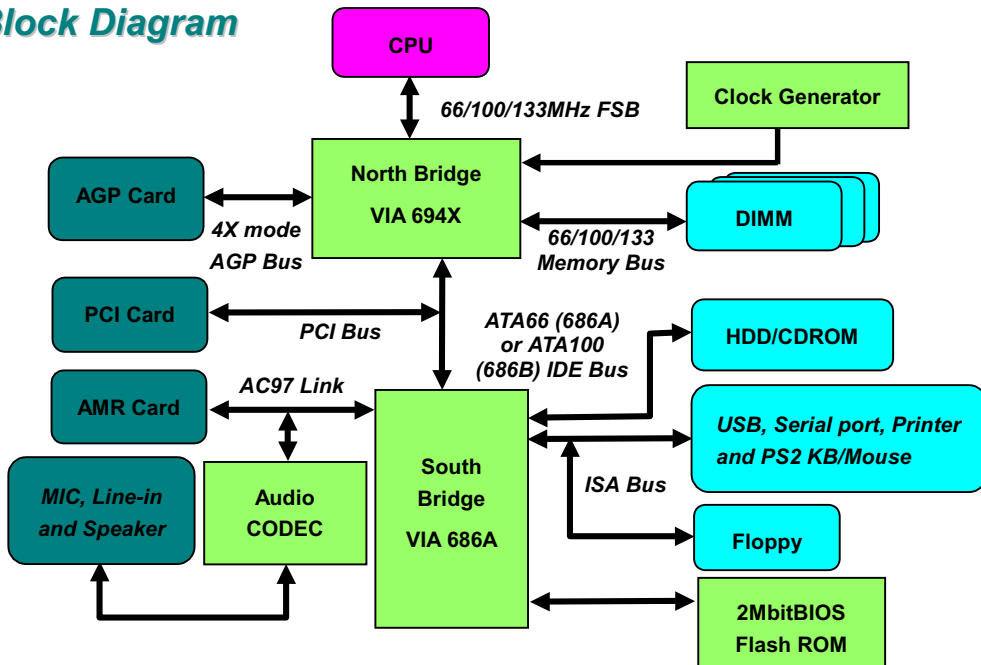 Block Diagram
CPU
66/100/133MHz FSB
Clock Generator
North Bridge
VIA 694X
AGP Card
4X mode
AGP Bus
66/100/133
Memory Bus
DIMM
PCI Card
PCI Bus
ATA66 (686A)
or ATA100
(686B) IDE Bus
HDD/CDROM
AMR Card
AC97 Link
USB, Serial port, Printer
and PS2 KB/Mouse
South
Bridge
VIA 686A
ISA Bus
MIC, Line-in
and Speaker
Audio
CODEC
Floppy
2MbitBIOS
Flash ROM